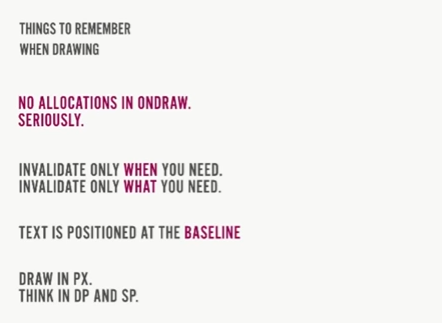 THINGS TO REMEMBER
WHEN DRAWING
NO ALLOCATIONS IN ONDRAW.
SERIOUSLY.
INVALIDATE ONLY WHEN YOU NEED.
INVALIDATE ONLY WHAT YOU NEED.
TEXT IS POSITIONED AT THE BASELINE
DRAW IN PX.
THINK IN DP AND SP.